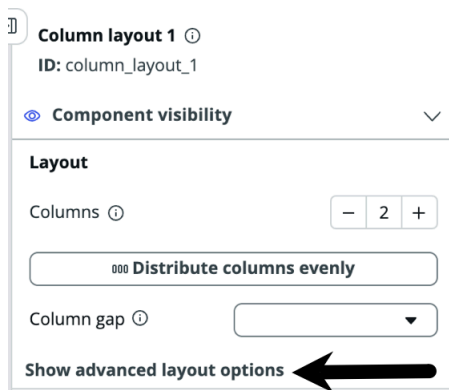 Column layout 1
ID: column_layout_1
Component visibility
Layout
Columns
2
Distribute columns evenly
Column gap
Show advanced layout options